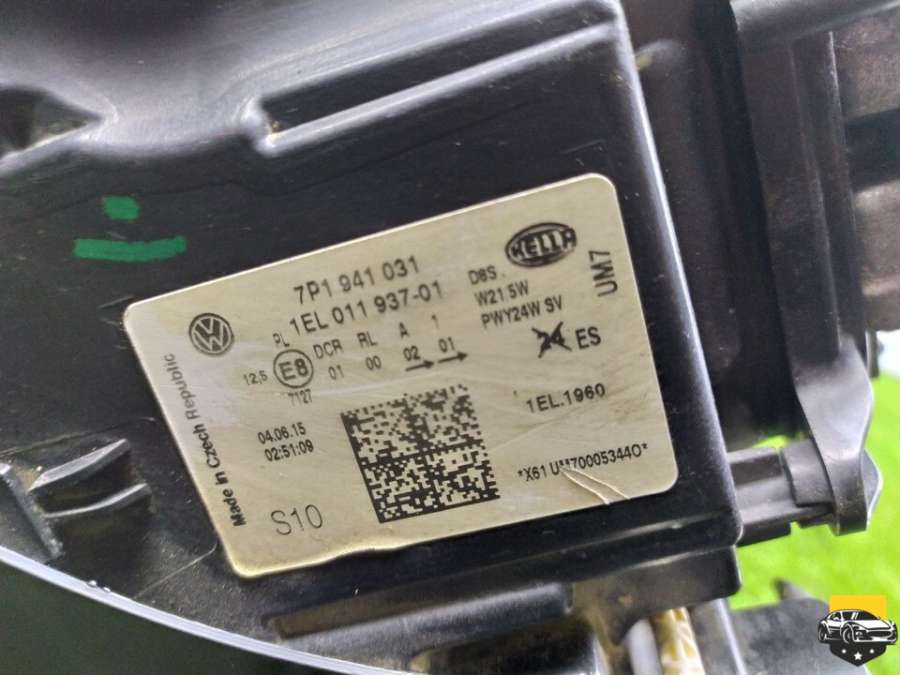 HELLA
7P1 941 031
1EL 011 937-01
D8S
W21.5W
PWY24W SV
UM7
PL DCR RL A 1
12,5 E8 01 00 02 01
7127
24 ES
1EL.1960
04.06.15
02:51:09
Made in Czech Republic
S10